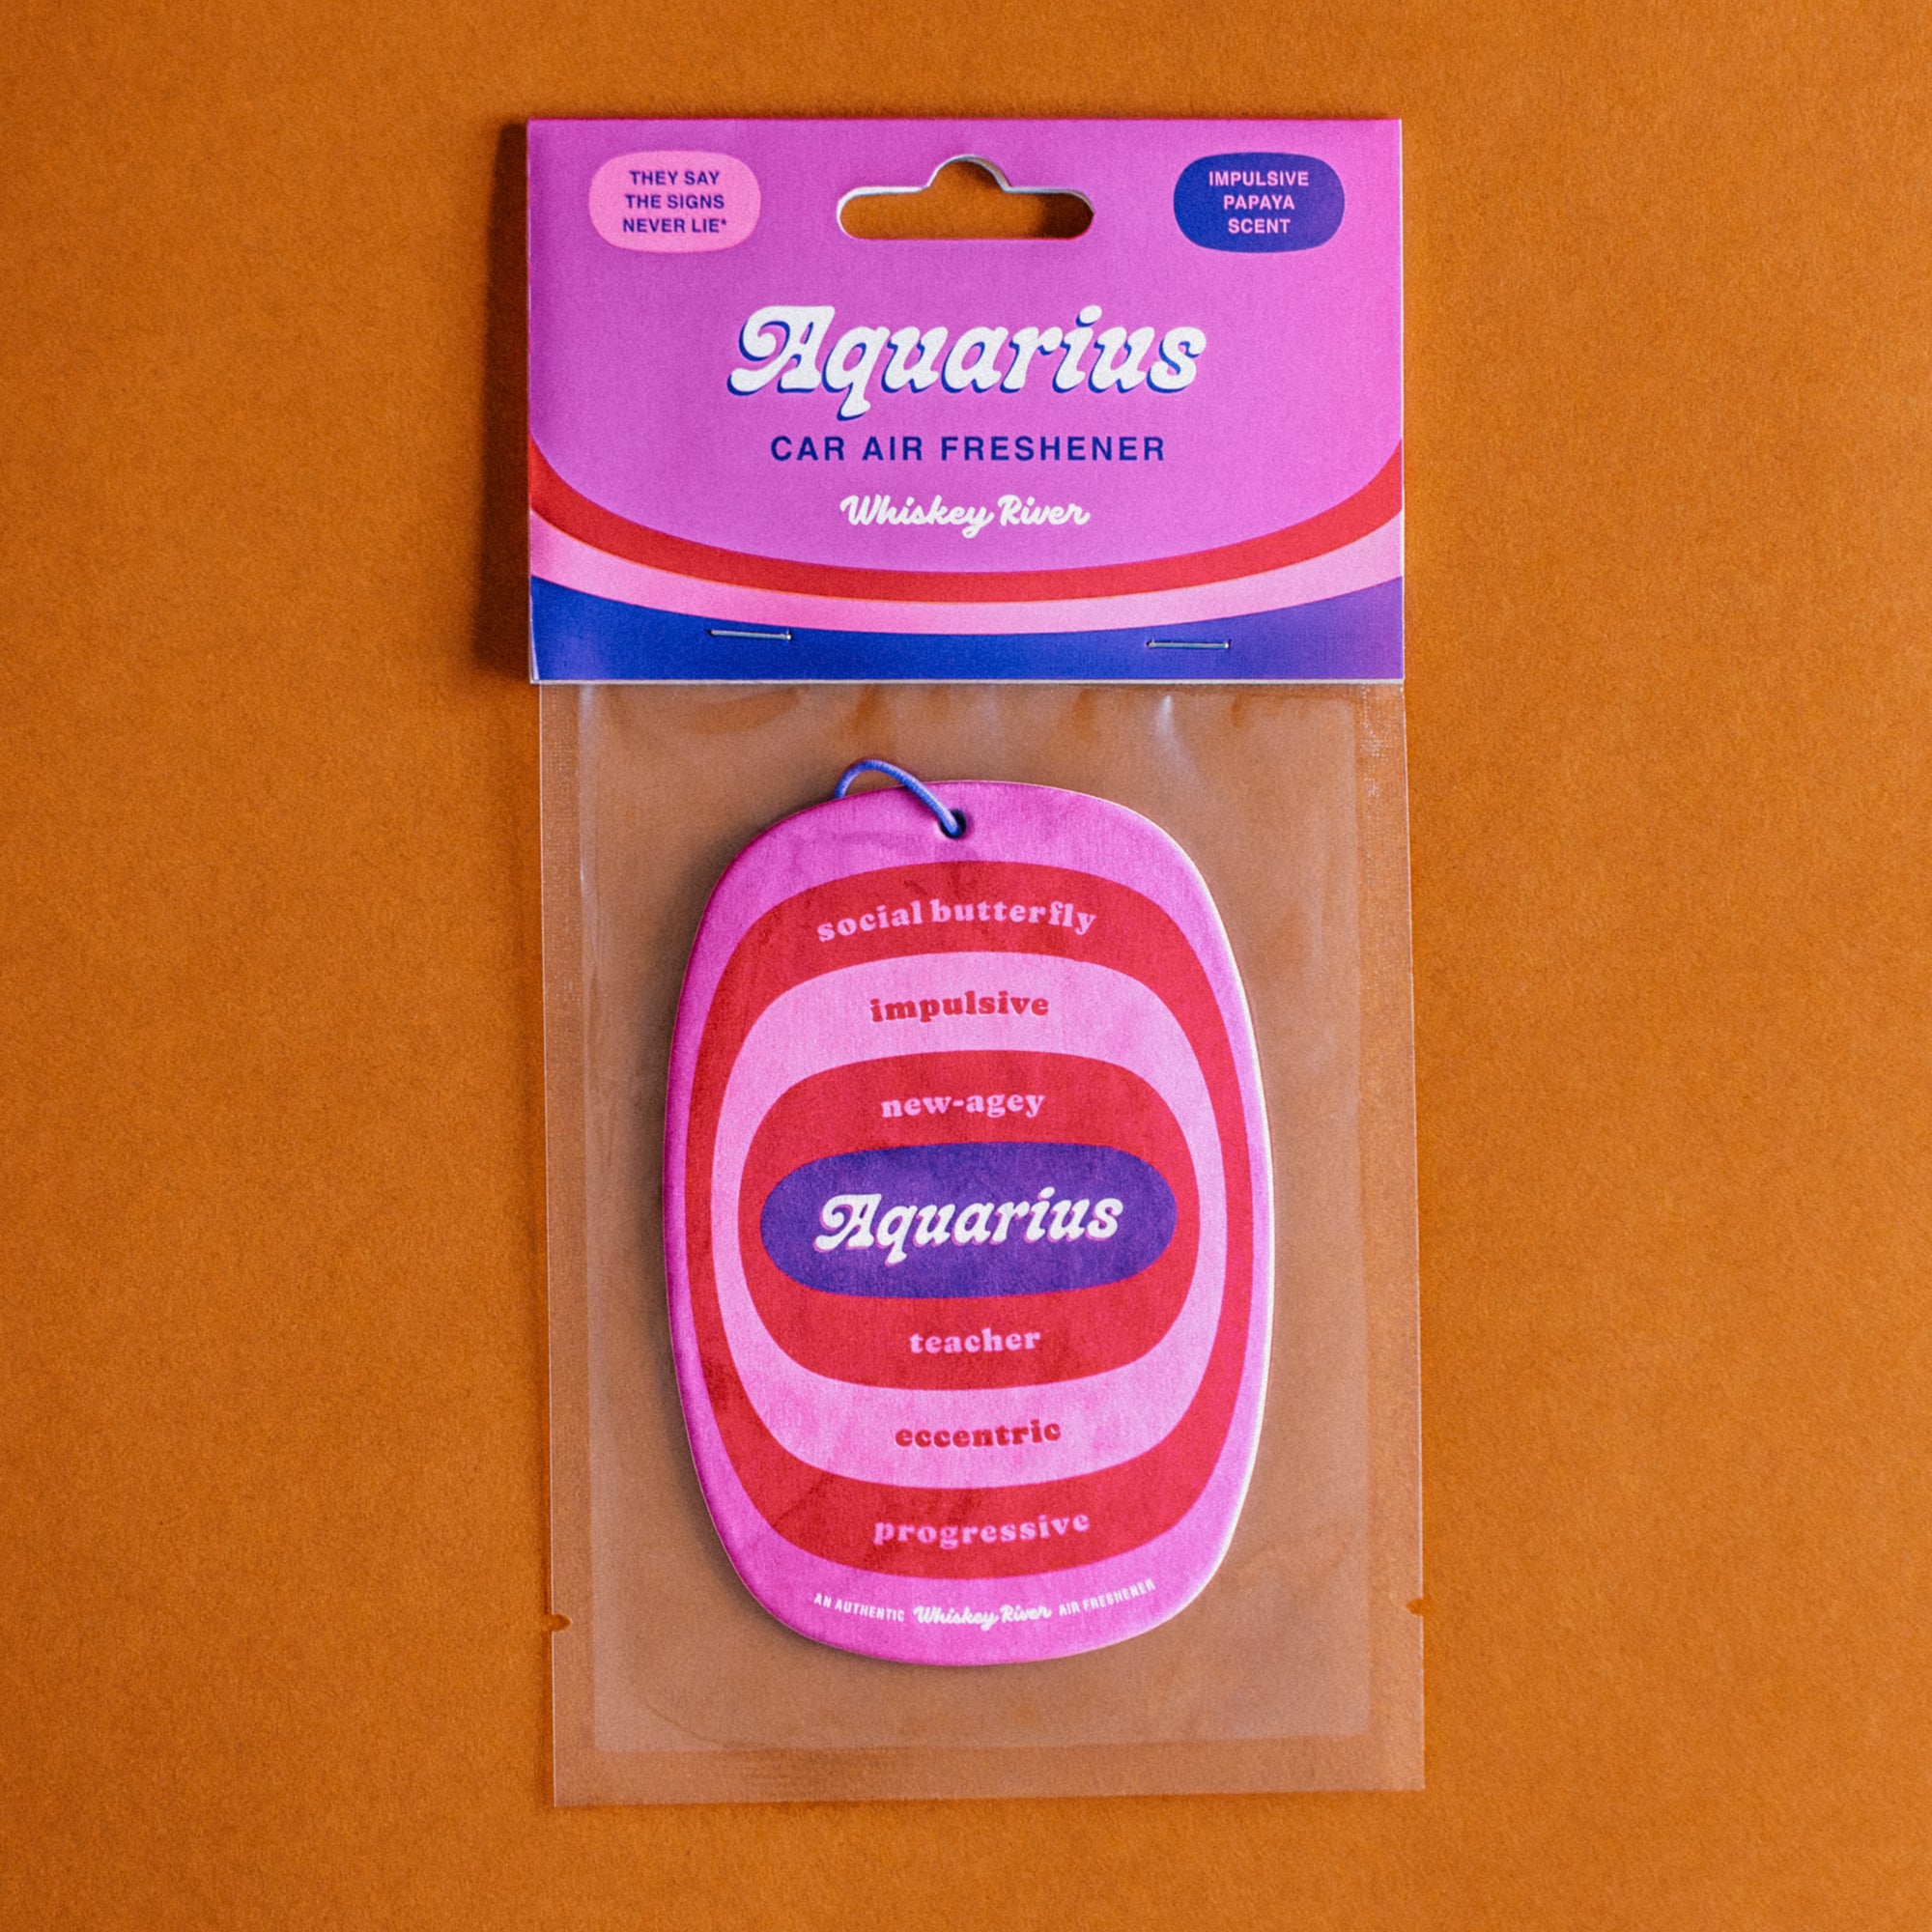 THEY SAY
THE SIGNS
NEVER LIE*
IMPULSIVE
PAPAYA
SCENT
Aquarius
CAR AIR FRESHENER
Whiskey River
social butterfly
impulsive
new-agey
Aquarius
teacher
eccentric
progressive
AN AUTHENTIC Whiskey River AIR FRESHENER